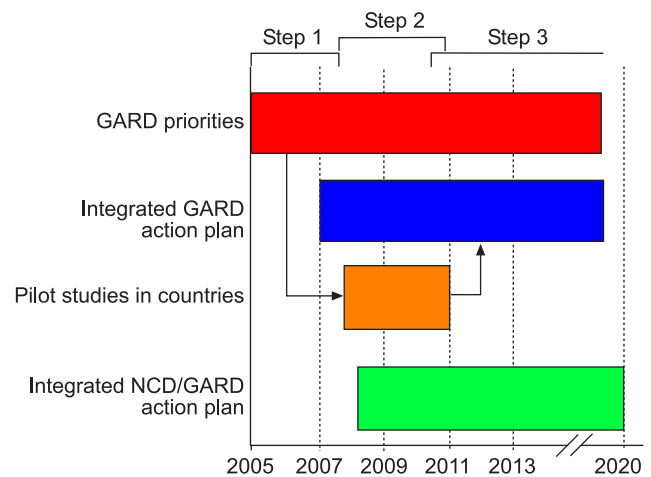 Step 1
Step 2
Step 3
GARD priorities
Integrated GARD
action plan
Pilot studies in countries
Integrated NCD/GARD
action plan
2005 2007 2009 2011 2013 2020